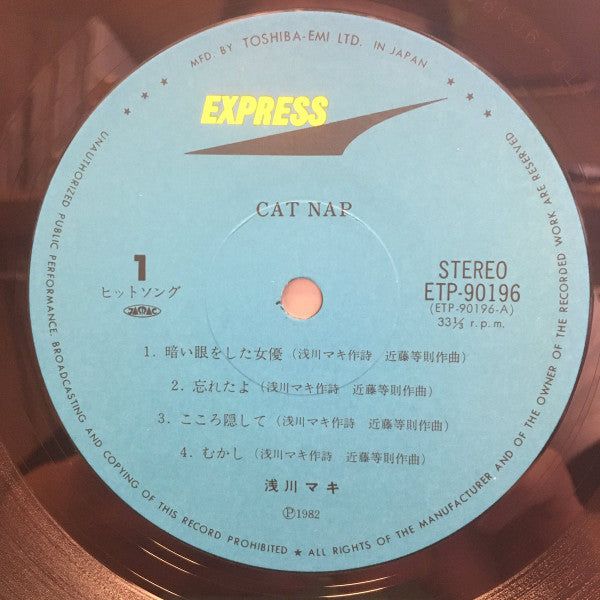 MFD. BY TOSHIBA-EMI LTD. IN JAPAN
EXPRESS
CAT NAP
1
ヒットソング
JASRAC
STEREO
ETP-90196
(ETP-90196-A)
33⅓ r.p.m.
1. 暗い眼をした女優 (浅川マキ作詩 近藤等則作曲)
2. 忘れたよ (浅川マキ作詩 近藤等則作曲)
3. こころ隠して (浅川マキ作詩 近藤等則作曲)
4. むかし (浅川マキ作詩 近藤等則作曲)
浅川マキ
Ⓟ1982
UNAUTHORIZED PUBLIC PERFORMANCE, BROADCASTING AND COPYING OF THIS RECORD PROHIBITED ★ ALL RIGHTS OF THE MANUFACTURER AND OF THE OWNER OF THE RECORDED WORK ARE RESERVED